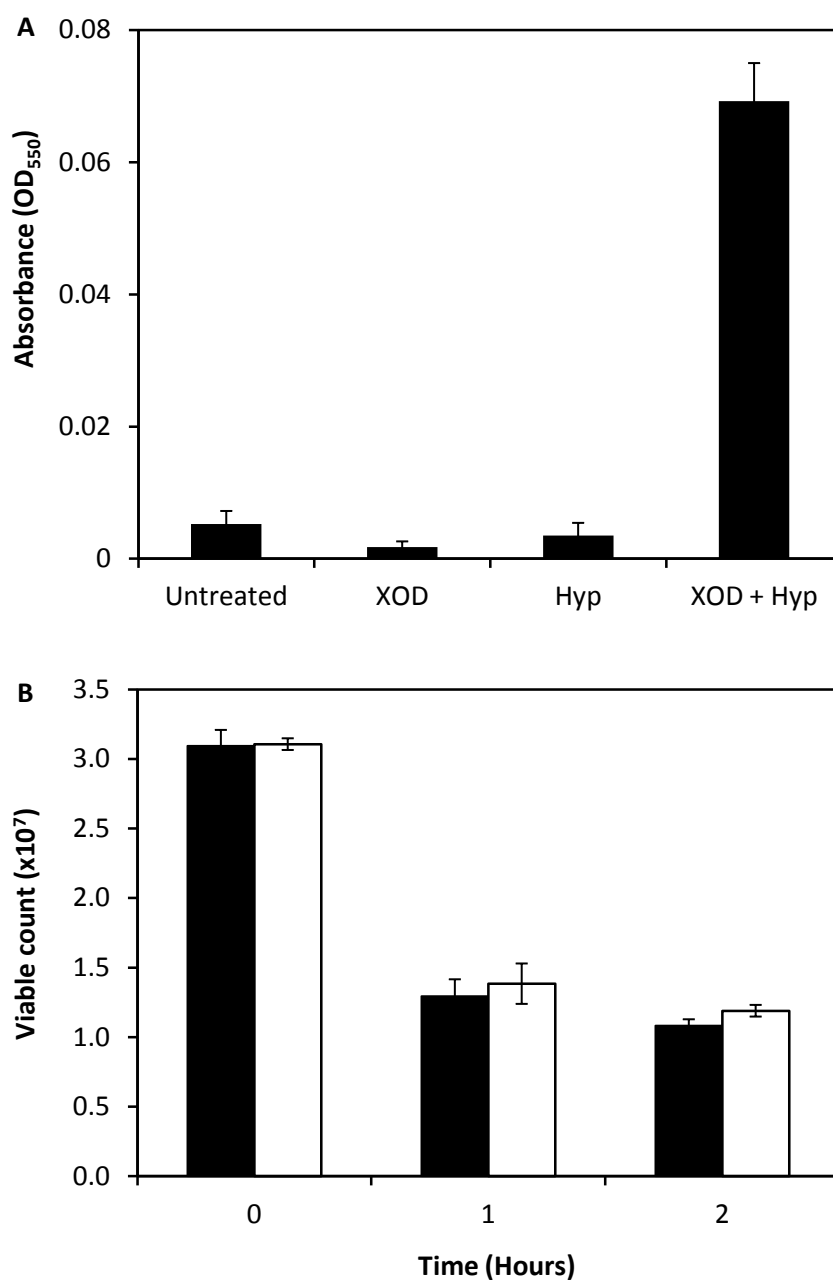 A
0.08
0.06
0.04
0.02
0
Absorbance (OD550)
Untreated XOD Hyp XOD + Hyp
B
3.5
3.0
2.5
2.0
1.5
1.0
0.5
0.0
Viable count (x10⁷)
0 1 2
Time (Hours)